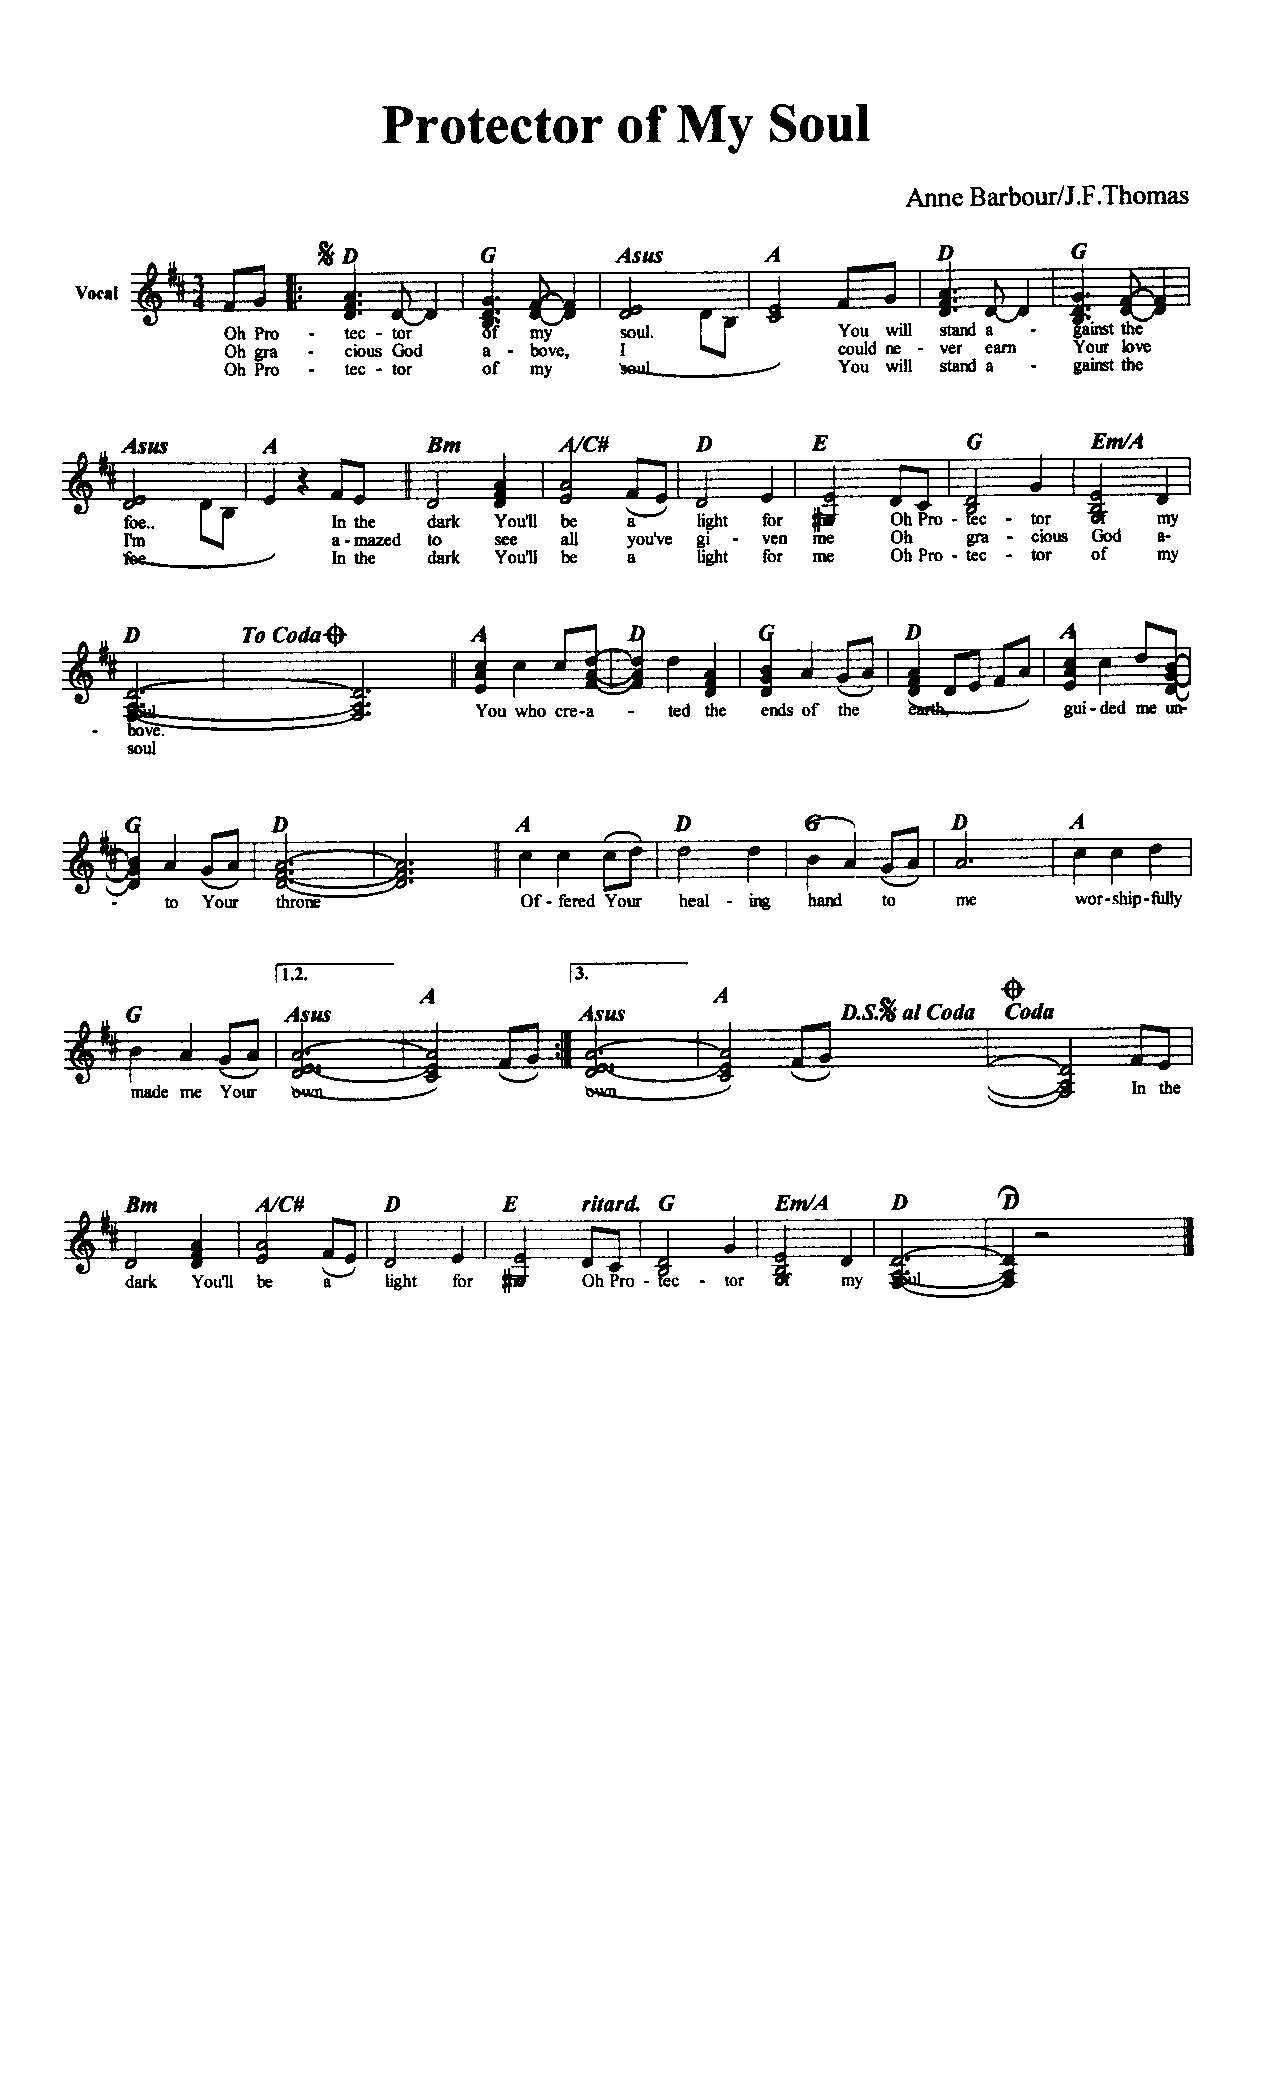 Protector of My Soul
Anne Barbour/J.F.Thomas
D G Asus A D G
Vocal
3
4
Oh Pro - tec - tor of my soul. You will stand a - gainst the
Oh gra - cious God a - bove, I could ne - ver earn Your love
Oh Pro - tec - tor of my soul You will stand a - gainst the
Asus A Bm A/C# D E G Em/A
foe.. In the dark You'll be a light for me Oh Pro - tec - tor of my
I'm a-mazed to see all you've gi - ven me Oh gra - cious God a-
foe In the dark You'll be a light for me Oh Pro - tec - tor of my
D To Coda A D G D A
soul You who cre-a - ted the ends of the earth, gui-ded me un-
- bove.
soul
G D A D G D A
- to Your throne Of-fered Your heal - ing hand to me wor-ship-fully
1.2. 3.
G Asus A Asus A D.S. al Coda Coda
made me Your own own In the
Bm A/C# D E ritard. G Em/A D D
dark You'll be a light for me Oh Pro - tec - tor of my soul